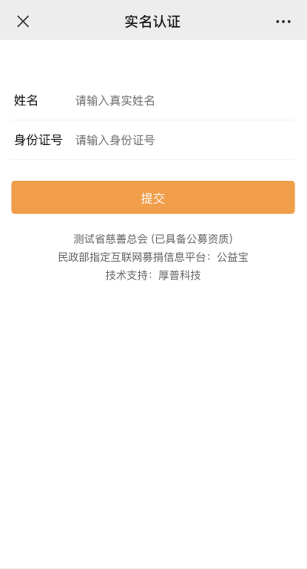 实名认证
姓名 请输入真实姓名
身份证号 请输入身份证号
提交
测试省慈善总会 (已具备公募资质)
民政部指定互联网募捐信息平台：公益宝
技术支持：厚普科技